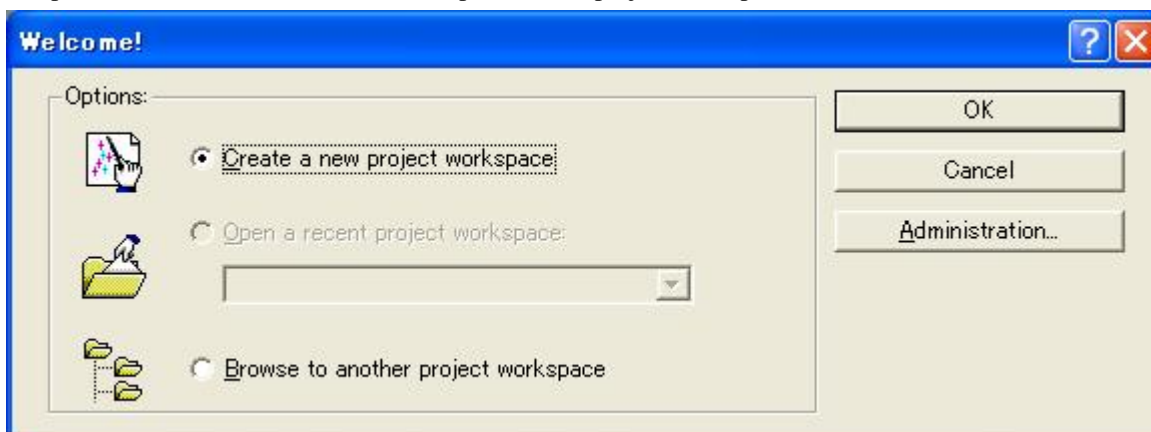 Welcome!
Options:
Create a new project workspace
Open a recent project workspace:
Browse to another project workspace
OK
Cancel
Administration...